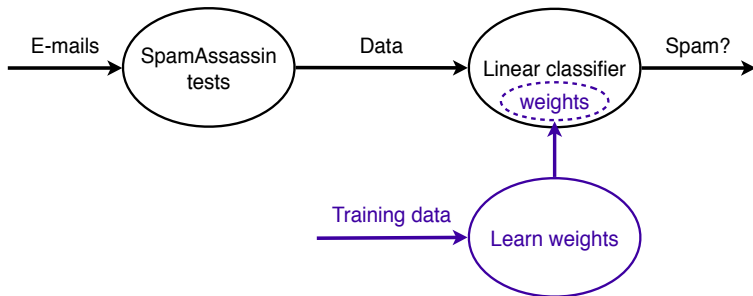 E-mails
SpamAssassin
tests
Data
Linear classifier
weights
Spam?
Training data
Learn weights